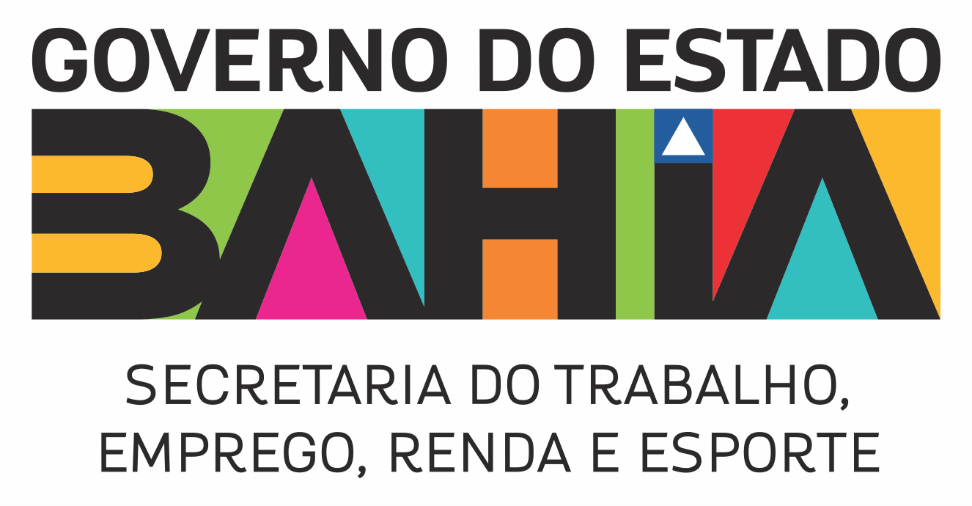 GOVERNO DO ESTADO
BAHiA
SECRETARIA DO TRABALHO,
EMPREGO, RENDA E ESPORTE